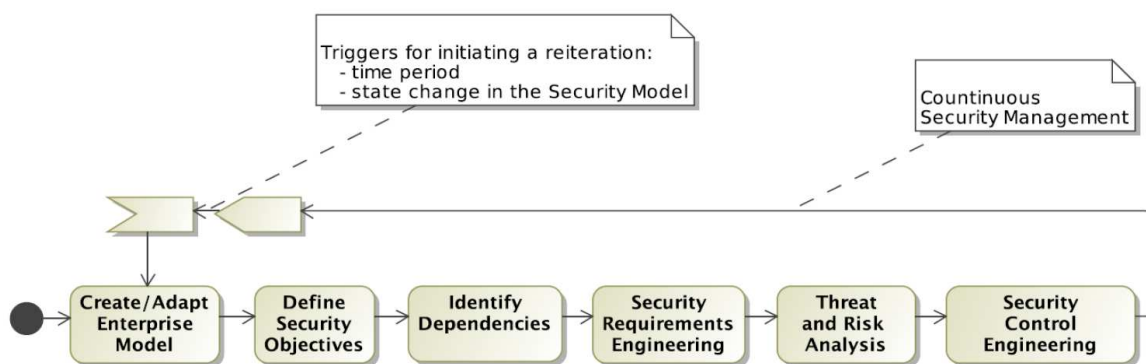 Triggers for initiating a reiteration:
- time period
- state change in the Security Model
Countinuous
Security Management
Create/Adapt
Enterprise
Model
Define
Security
Objectives
Identify
Dependencies
Security
Requirements
Engineering
Threat
and Risk
Analysis
Security
Control
Engineering